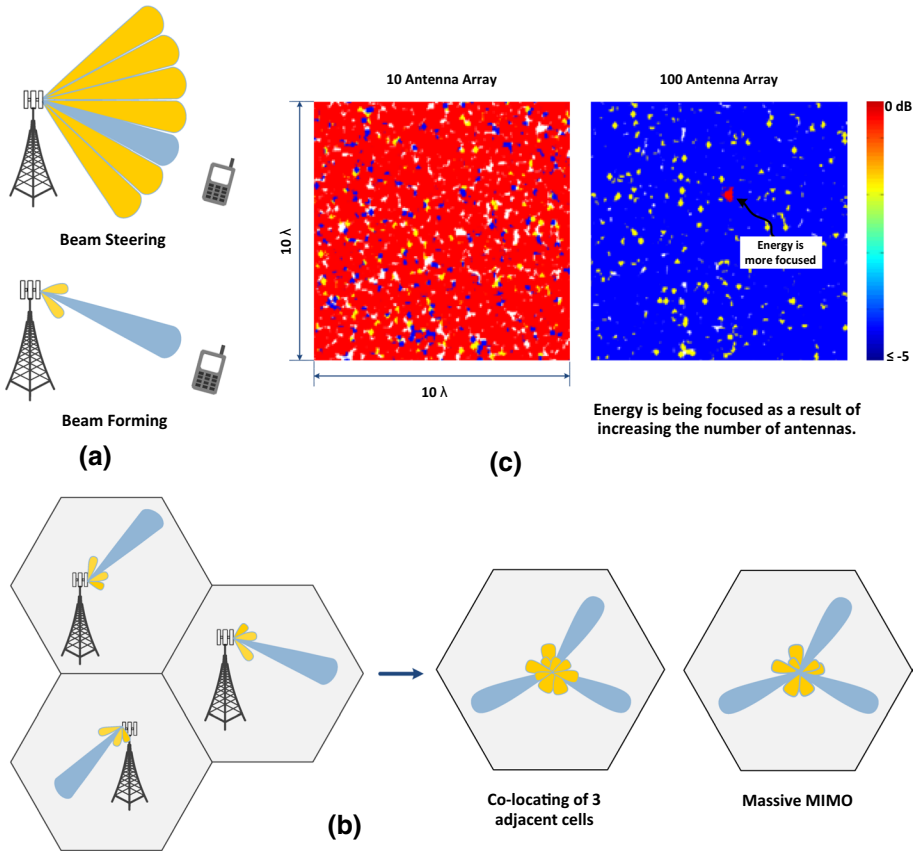 Beam Steering
Beam Forming
(a)
10 Antenna Array
100 Antenna Array
0 dB
10 λ
Energy is
more focused
≤ -5
10 λ
Energy is being focused as a result of
increasing the number of antennas.
(c)
Co-locating of 3
adjacent cells
Massive MIMO
(b)